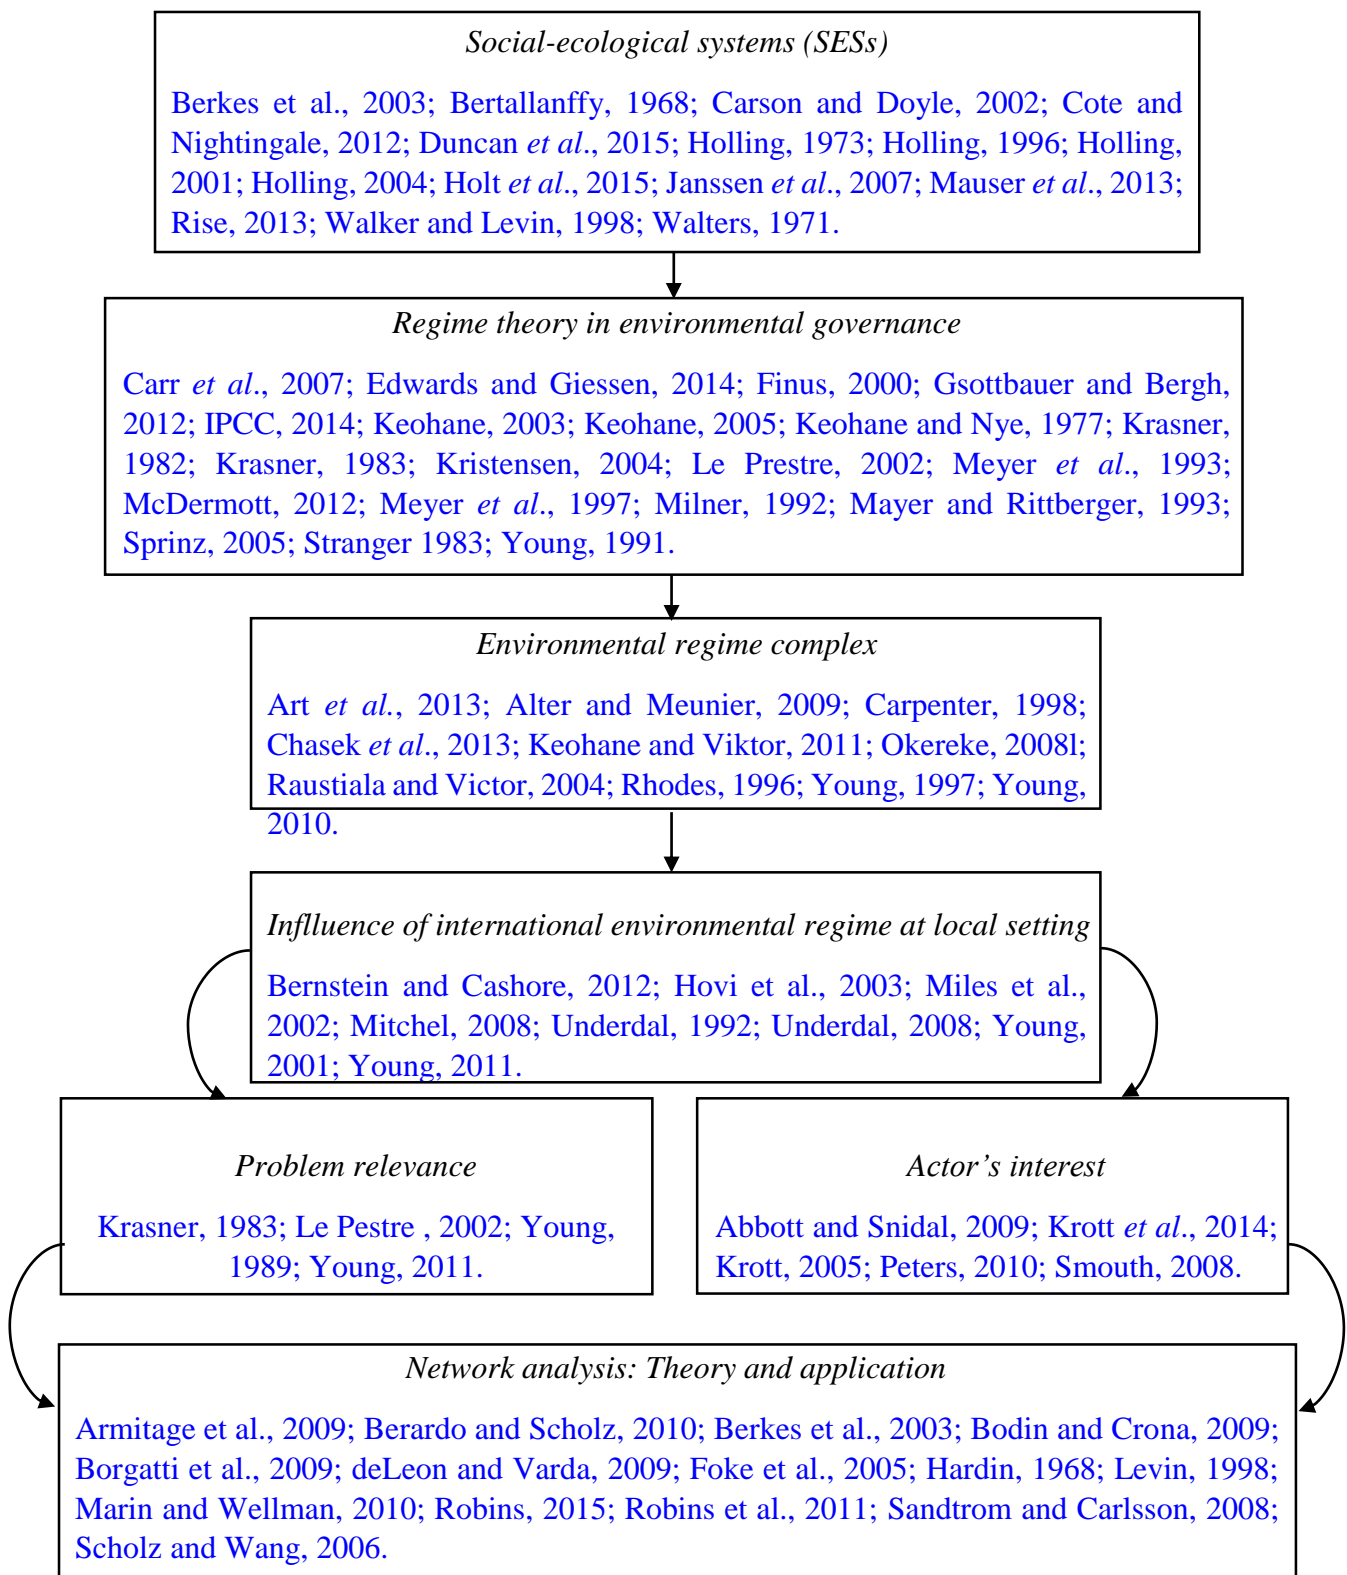 Social-ecological systems (SESs)
Berkes et al., 2003; Bertallanffy, 1968; Carson and Doyle, 2002; Cote and
Nightingale, 2012; Duncan et al., 2015; Holling, 1973; Holling, 1996; Holling,
2001; Holling, 2004; Holt et al., 2015; Janssen et al., 2007; Mauser et al., 2013;
Rise, 2013; Walker and Levin, 1998; Walters, 1971.
Regime theory in environmental governance
Carr et al., 2007; Edwards and Giessen, 2014; Finus, 2000; Gsottbauer and Bergh,
2012; IPCC, 2014; Keohane, 2003; Keohane, 2005; Keohane and Nye, 1977; Krasner,
1982; Krasner, 1983; Kristensen, 2004; Le Prestre, 2002; Meyer et al., 1993;
McDermott, 2012; Meyer et al., 1997; Milner, 1992; Mayer and Rittberger, 1993;
Sprinz, 2005; Stranger 1983; Young, 1991.
Environmental regime complex
Art et al., 2013; Alter and Meunier, 2009; Carpenter, 1998;
Chasek et al., 2013; Keohane and Viktor, 2011; Okereke, 2008l;
Raustiala and Victor, 2004; Rhodes, 1996; Young, 1997; Young,
2010.
Inflluence of international environmental regime at local setting
Bernstein and Cashore, 2012; Hovi et al., 2003; Miles et al.,
2002; Mitchel, 2008; Underdal, 1992; Underdal, 2008; Young,
2001; Young, 2011.
Problem relevance
Krasner, 1983; Le Pestre , 2002; Young,
1989; Young, 2011.
Actor's interest
Abbott and Snidal, 2009; Krott et al., 2014;
Krott, 2005; Peters, 2010; Smouth, 2008.
Network analysis: Theory and application
Armitage et al., 2009; Berardo and Scholz, 2010; Berkes et al., 2003; Bodin and Crona, 2009;
Borgatti et al., 2009; deLeon and Varda, 2009; Foke et al., 2005; Hardin, 1968; Levin, 1998;
Marin and Wellman, 2010; Robins, 2015; Robins et al., 2011; Sandtrom and Carlsson, 2008;
Scholz and Wang, 2006.